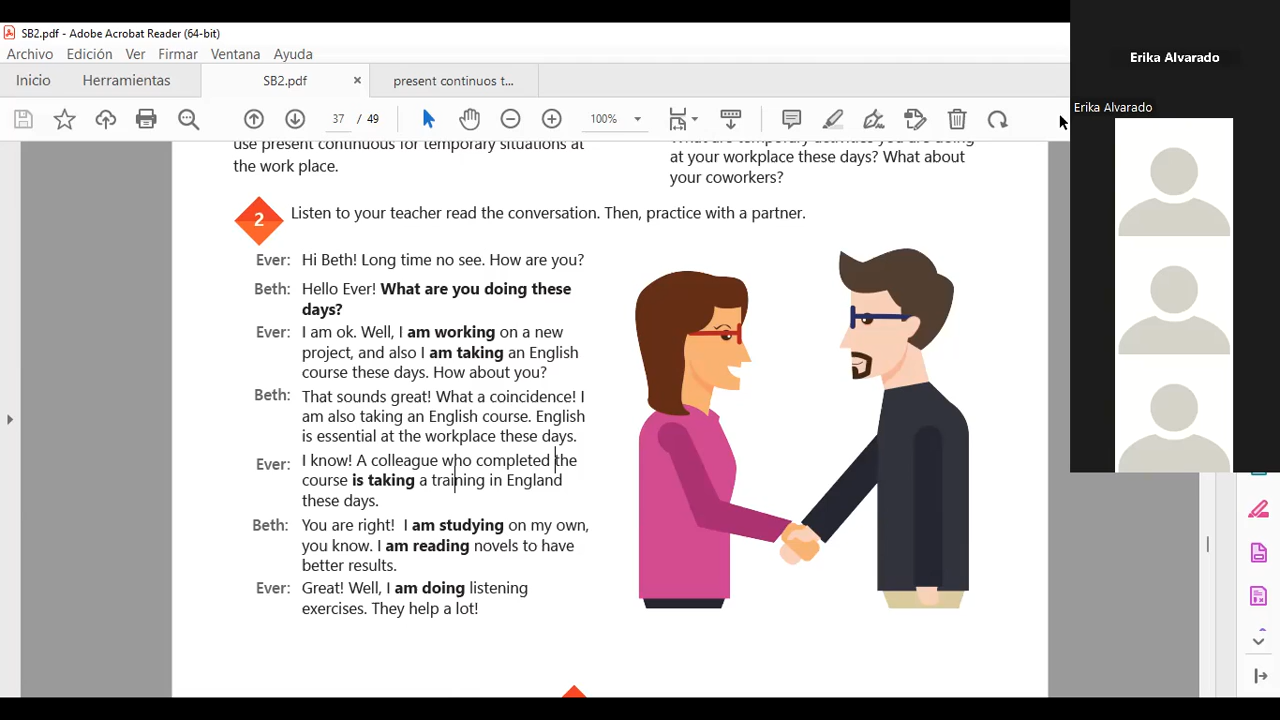 SB2.pdf - Adobe Acrobat Reader (64-bit)
Archivo Edición Ver Firmar Ventana Ayuda
Inicio Herramientas SB2.pdf × present continuos t...
37 / 49 100%
Erika Alvarado
Erika Alvarado
use present continuous for temporary situations at
the work place.
What are temporary activities you are doing
at your workplace these days? What about
your coworkers?
2 Listen to your teacher read the conversation. Then, practice with a partner.
Ever: Hi Beth! Long time no see. How are you?
Beth: Hello Ever! What are you doing these
days?
Ever: I am ok. Well, I am working on a new
project, and also I am taking an English
course these days. How about you?
Beth: That sounds great! What a coincidence! I
am also taking an English course. English
is essential at the workplace these days.
Ever: I know! A colleague who completed the
course is taking a training in England
these days.
Beth: You are right! I am studying on my own,
you know. I am reading novels to have
better results.
Ever: Great! Well, I am doing listening
exercises. They help a lot!